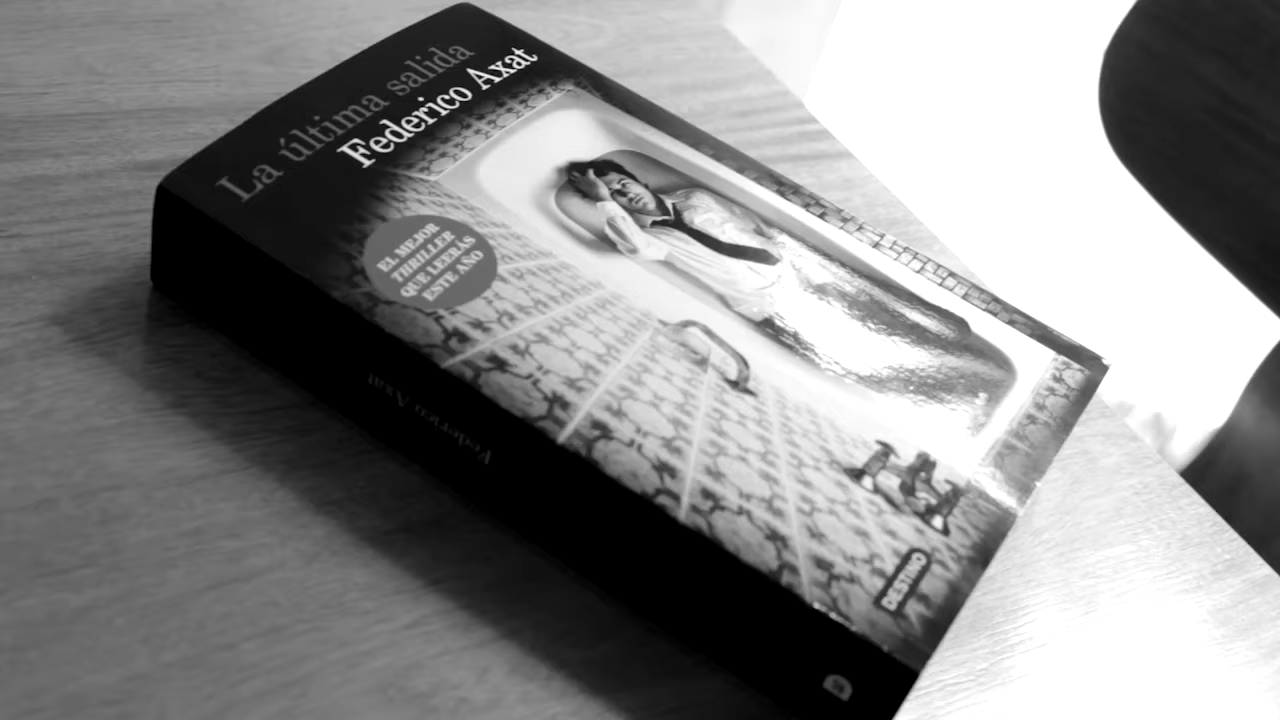 La última salida
Federico Axat
EL MEJOR
THRILLER
QUE LEERÁS
ESTE AÑO
DESTINO
Federico Axat